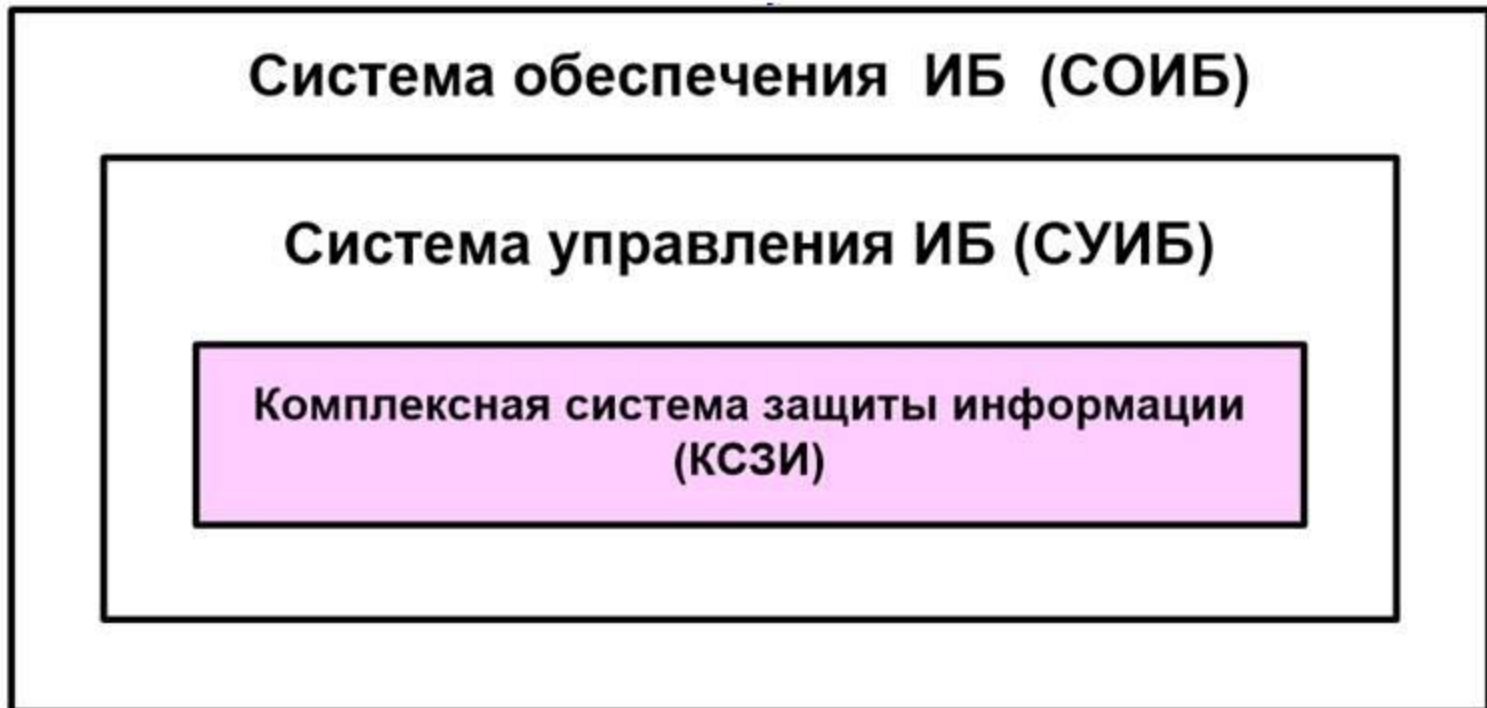 Система обеспечения ИБ (СОИБ)
Система управления ИБ (СУИБ)
Комплексная система защиты информации
(КСЗИ)